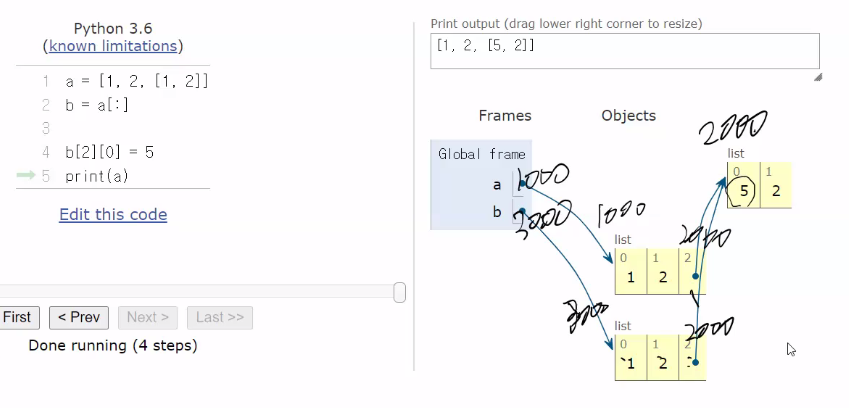 Python 3.6
(known limitations)
1 a = [1, 2, [1, 2]]
2 b = a[:]
3
4 b[2][0] = 5
5 print(a)
Edit this code
First < Prev Next > Last >>
Done running (4 steps)
Print output (drag lower right corner to resize)
[1, 2, [5, 2]]
Frames Objects
2000
list
0 1
5 2
Global frame
a 1000
b 3000
1000
list
0 1 2
1 2
2000
3000
list
0 1 2
1 2
2000